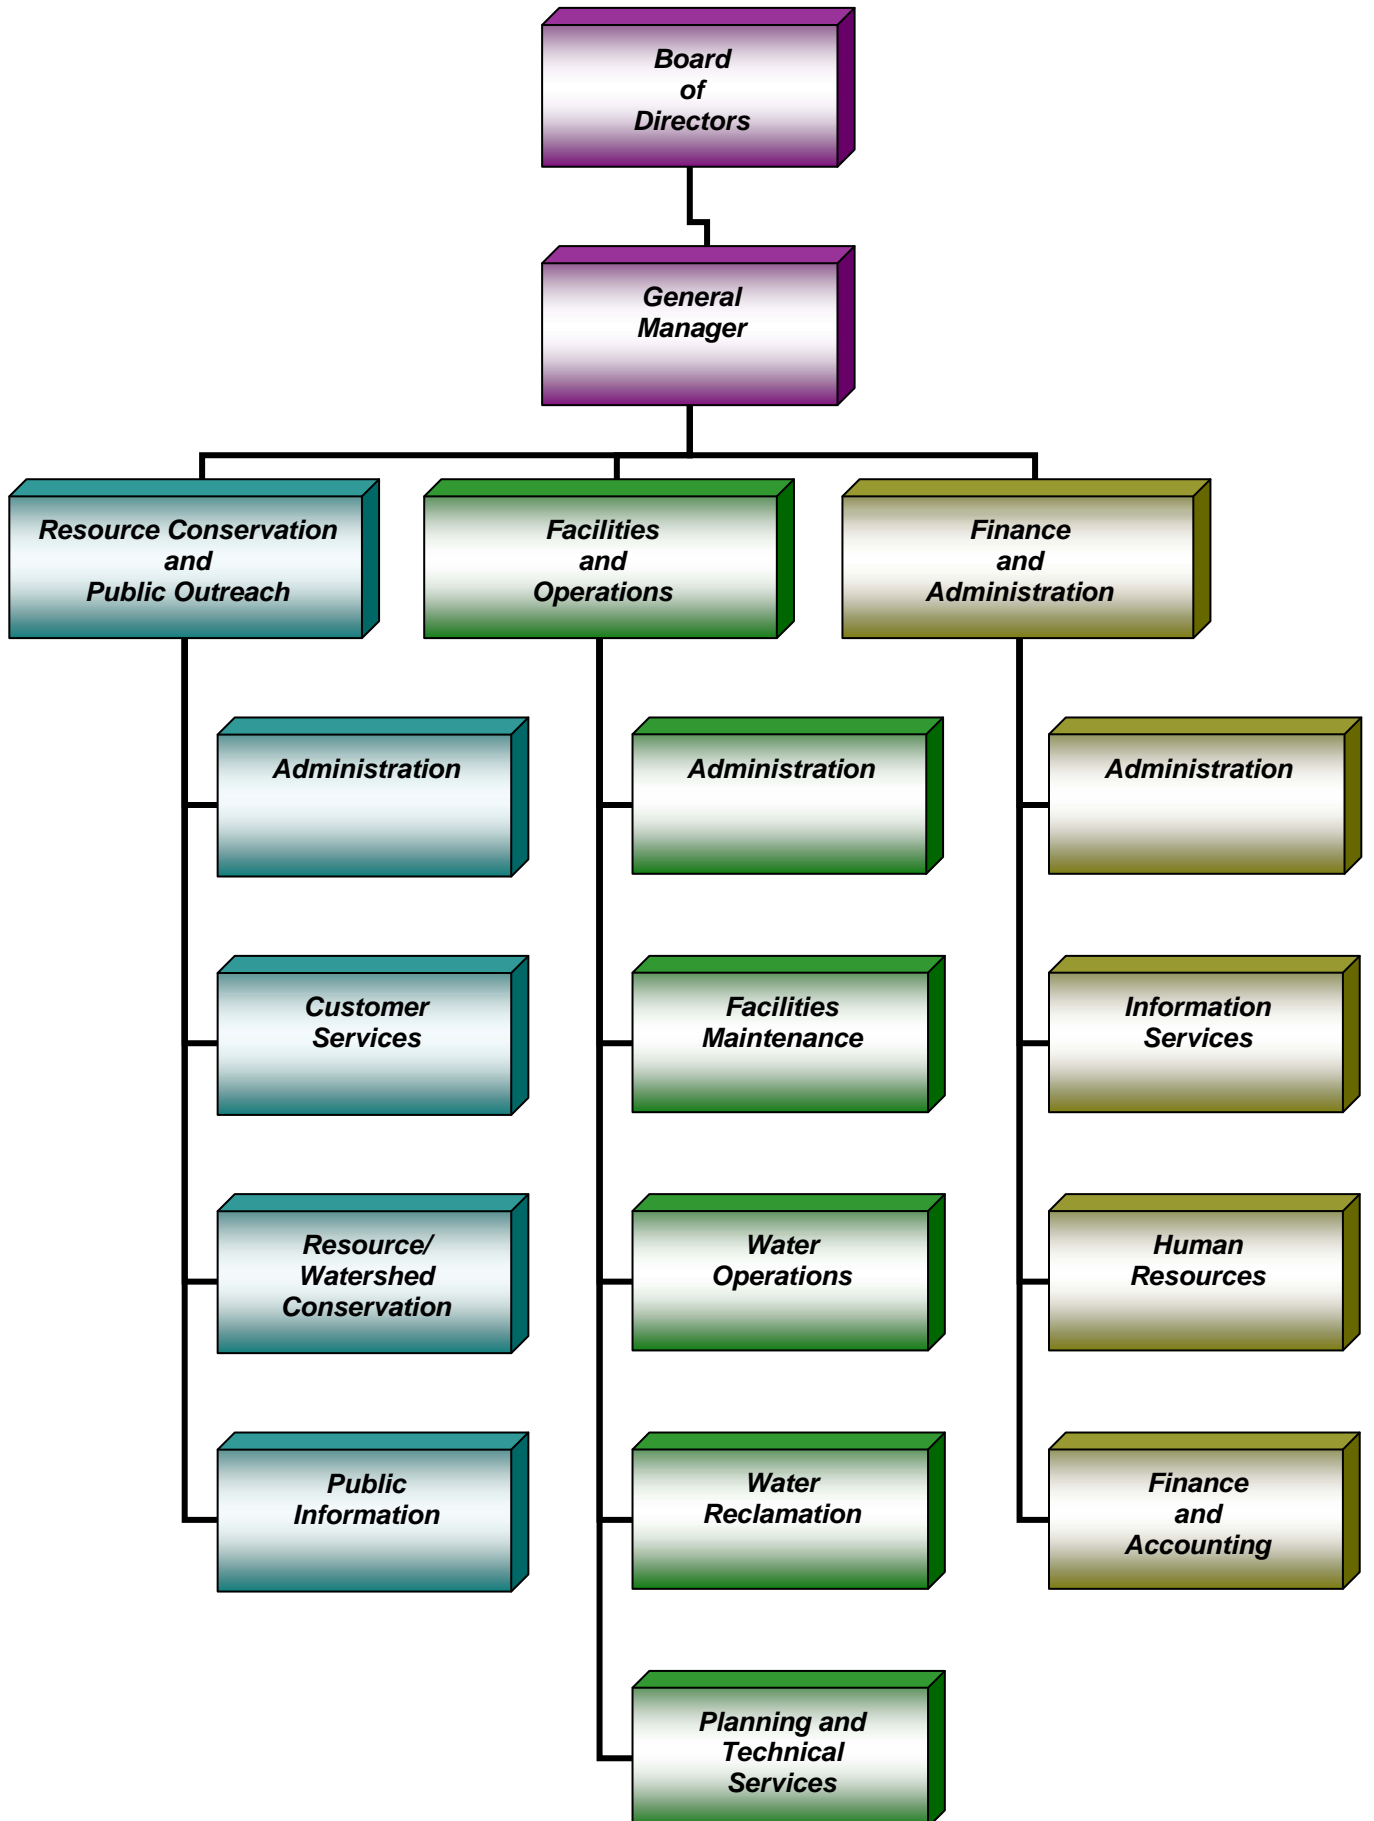 Board
of
Directors
General
Manager
Resource Conservation
and
Public Outreach
Facilities
and
Operations
Finance
and
Administration
Administration
Customer
Services
Resource/
Watershed
Conservation
Public
Information
Administration
Facilities
Maintenance
Water
Operations
Water
Reclamation
Planning and
Technical
Services
Administration
Information
Services
Human
Resources
Finance
and
Accounting